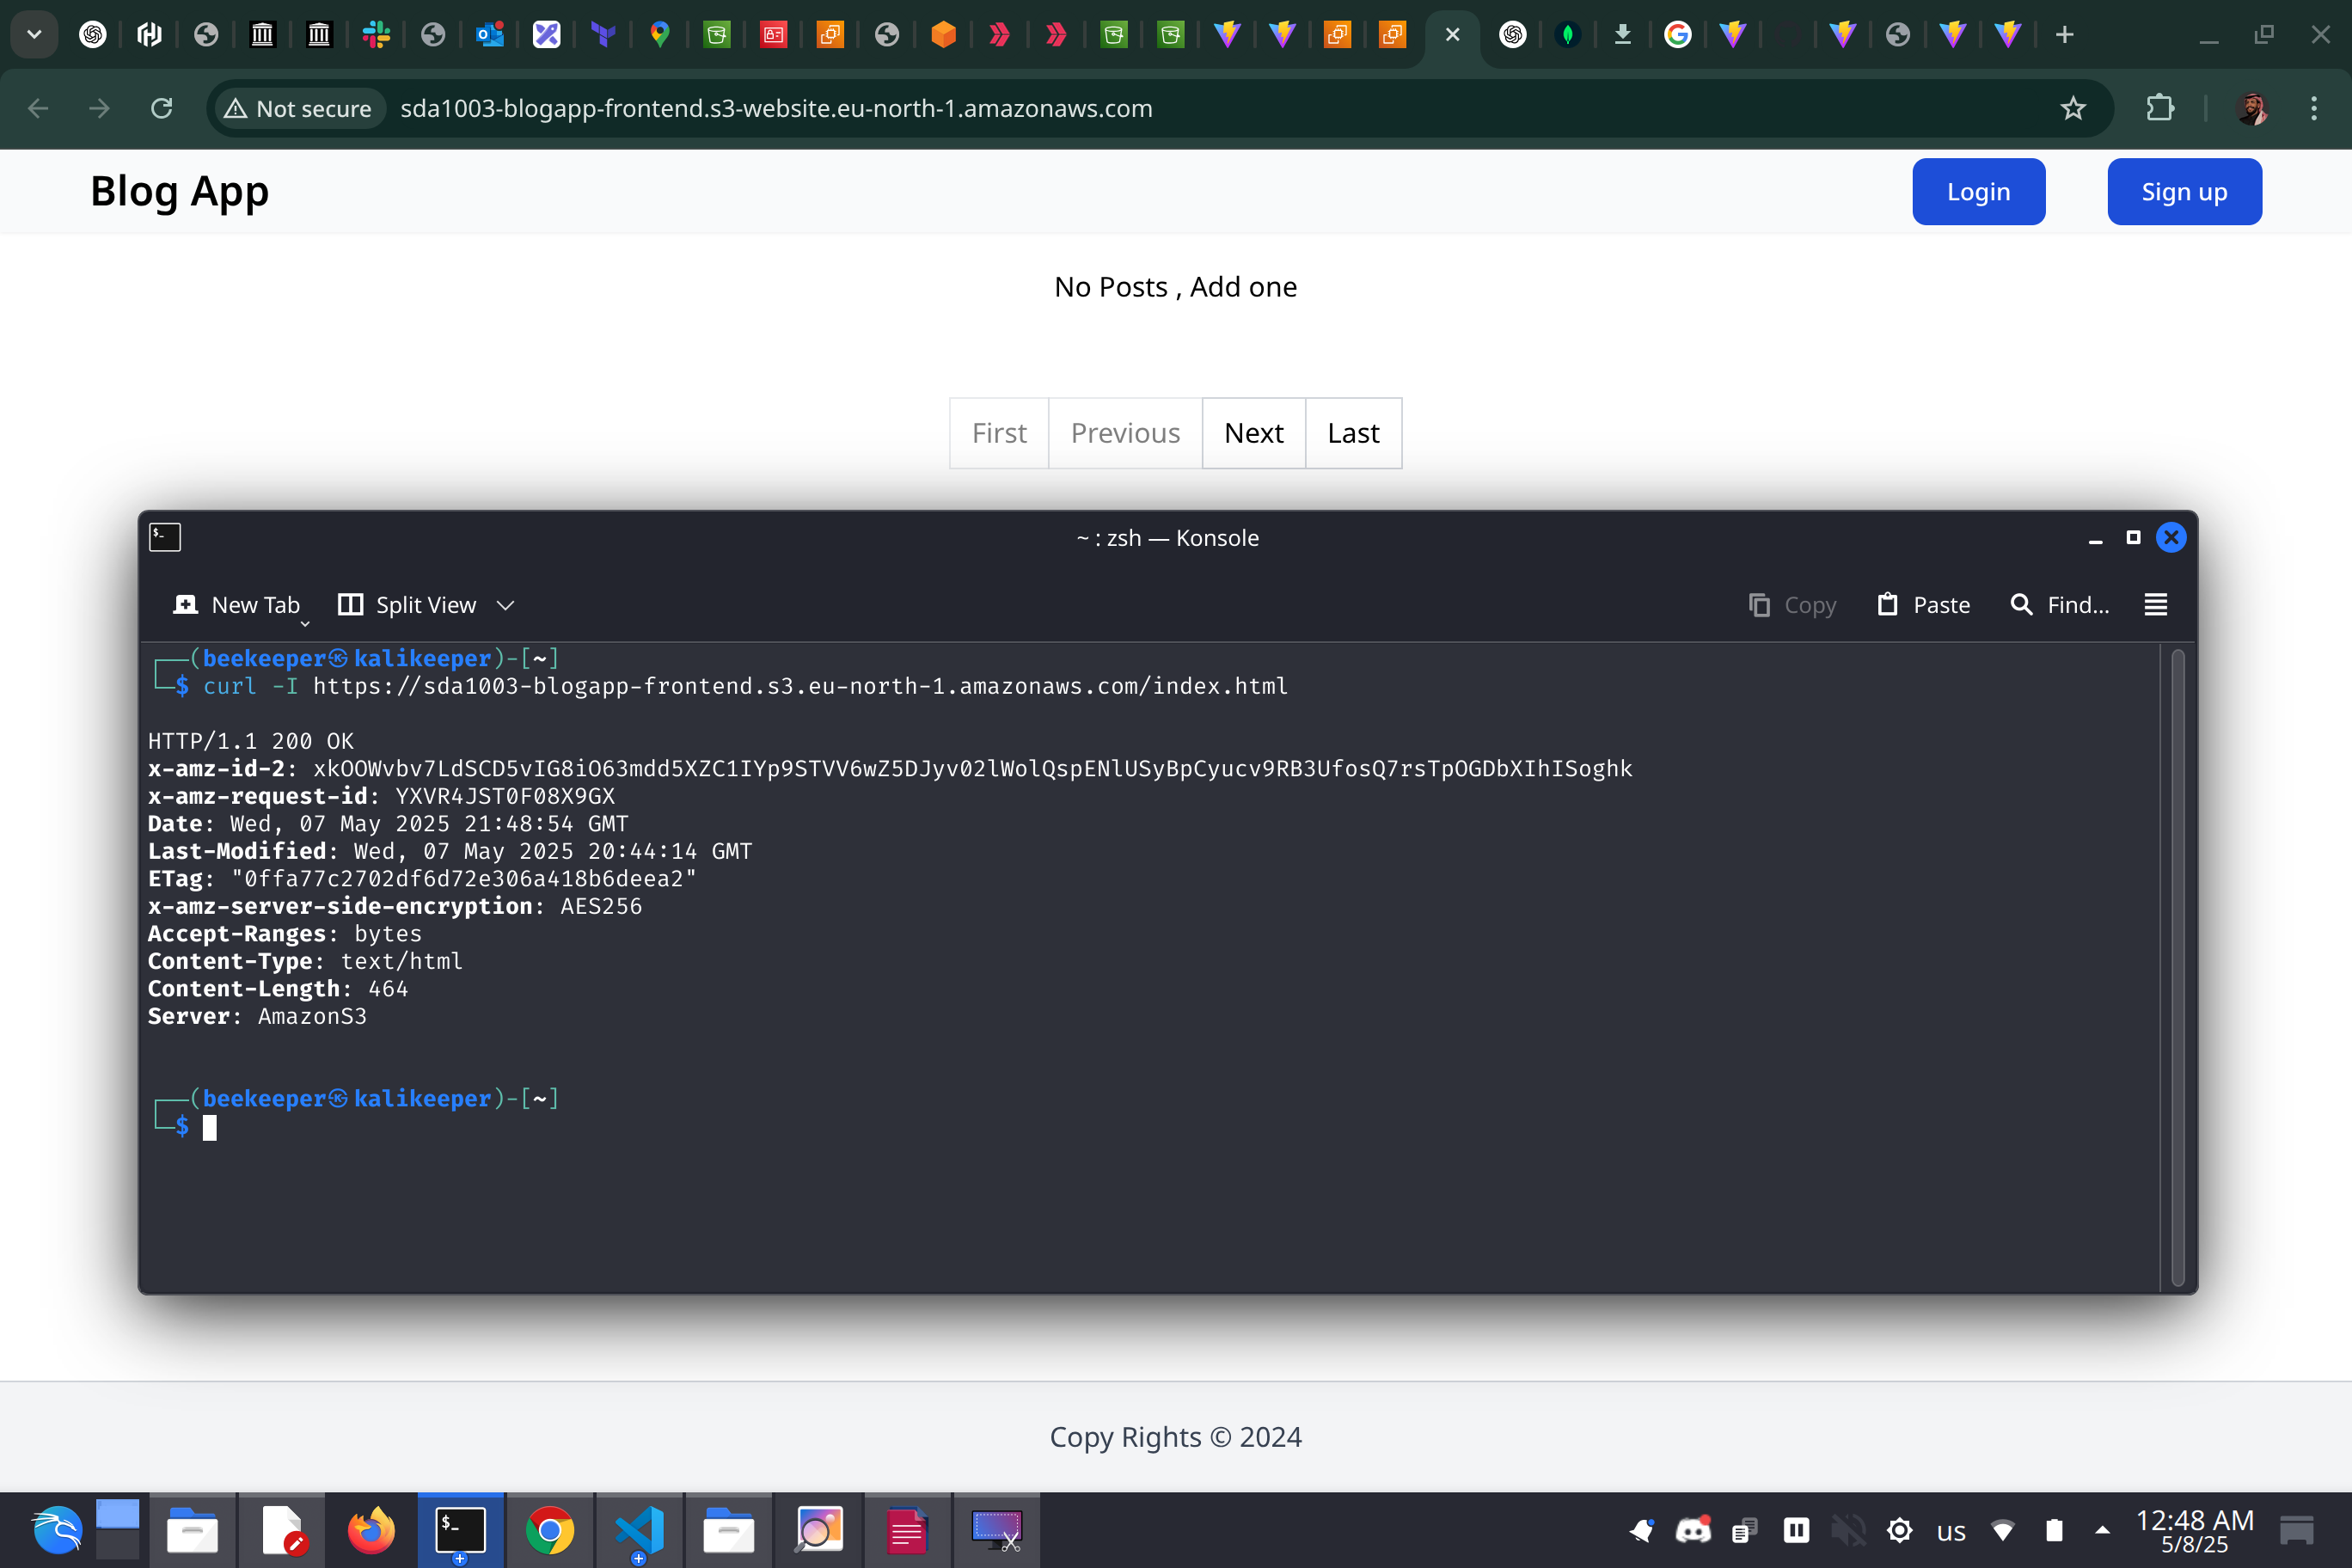 Not secure
sda1003-blogapp-frontend.s3-website.eu-north-1.amazonaws.com
Blog App
Login
Sign up
No Posts , Add one
First
Previous
Next
Last
~ : zsh — Konsole
New Tab
Split View
Copy
Paste
Find...
┌──(beekeeper㉿kalikeeper)-[~]
└─$ curl -I https://sda1003-blogapp-frontend.s3.eu-north-1.amazonaws.com/index.html
HTTP/1.1 200 OK
x-amz-id-2: xkOOWvbv7LdSCD5vIG8iO63mdd5XZC1IYp9STVV6wZ5DJyv02lWolQspENlUSyBpCyucv9RB3UfosQ7rsTpOGDbXIhISoghk
x-amz-request-id: YXVR4JST0F08X9GX
Date: Wed, 07 May 2025 21:48:54 GMT
Last-Modified: Wed, 07 May 2025 20:44:14 GMT
ETag: "0ffa77c2702df6d72e306a418b6deea2"
x-amz-server-side-encryption: AES256
Accept-Ranges: bytes
Content-Type: text/html
Content-Length: 464
Server: AmazonS3
┌──(beekeeper㉿kalikeeper)-[~]
└─$
Copy Rights © 2024
us
12:48 AM
5/8/25